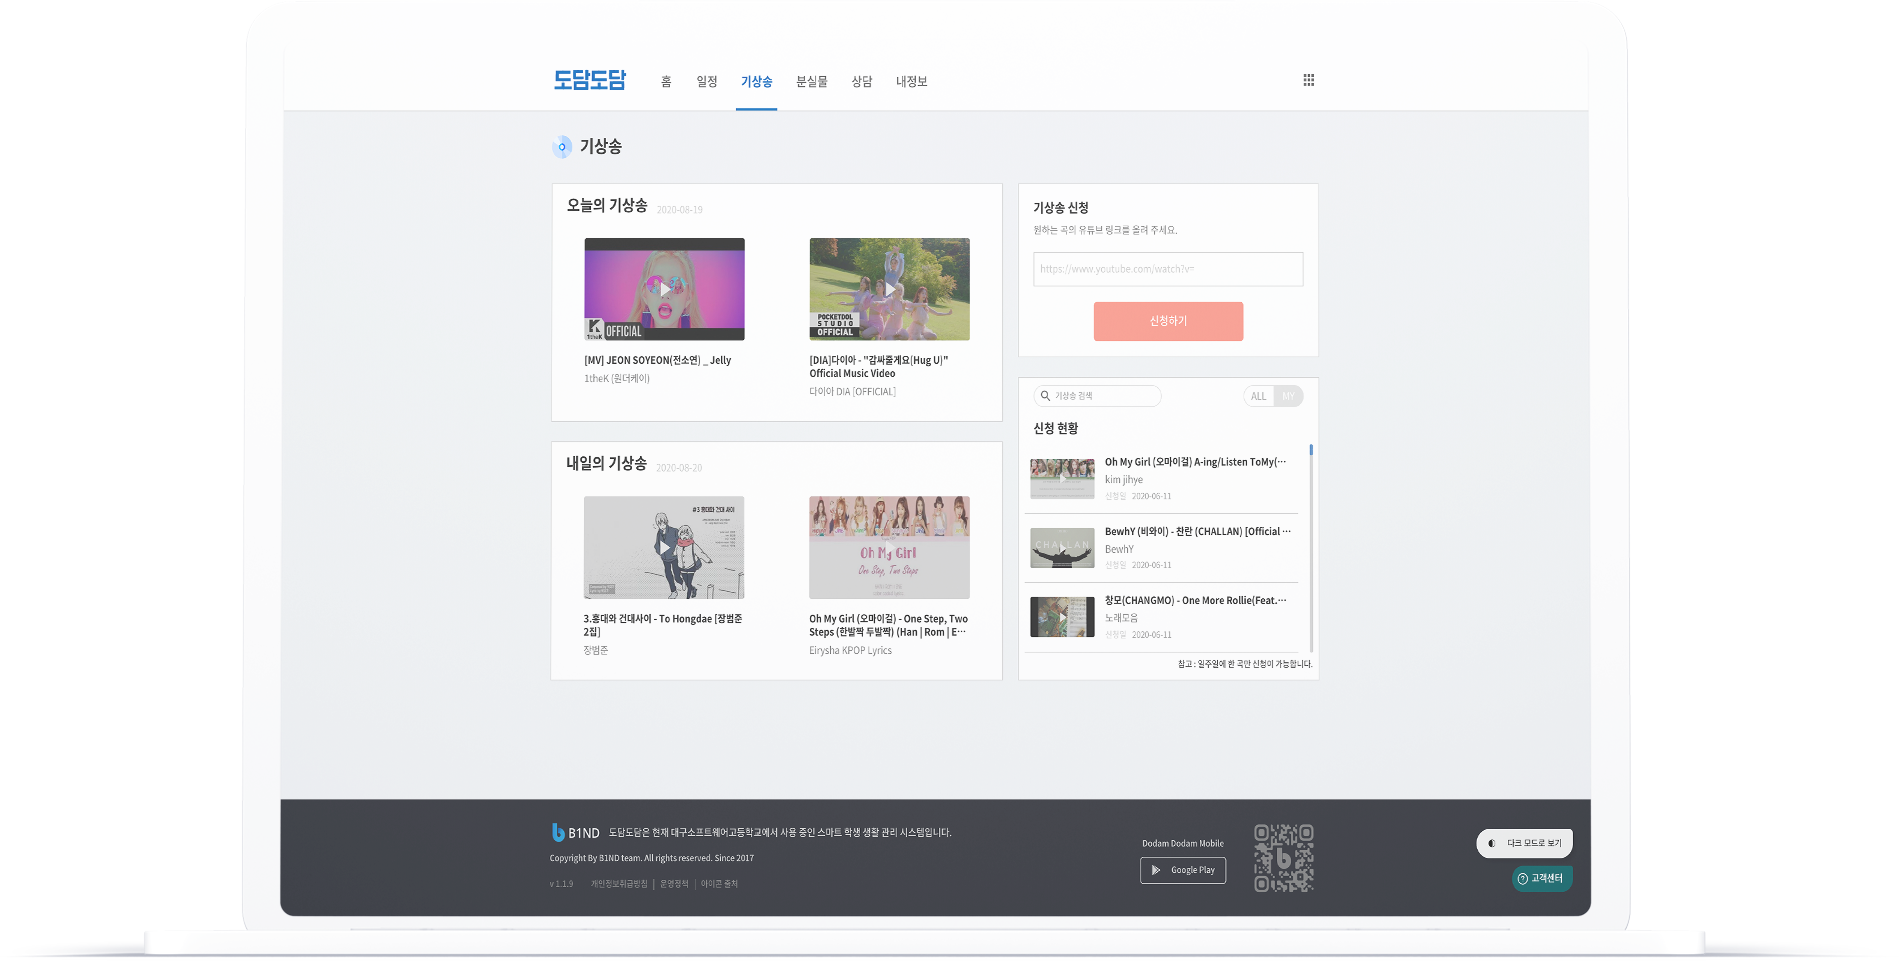 도담도담 홈 일정 기상송 분실물 상담 내정보
기상송
오늘의 기상송 2020-08-19
K
1theK
OFFICIAL
POCKETDOL
STUDIO
OFFICIAL
[MV] JEON SOYEON(전소연) _ Jelly
1theK (원더케이)
[DIA]다이아 - "감싸줄게요(Hug U)"
Official Music Video
다이아 DIA [OFFICIAL]
내일의 기상송 2020-08-20
#3 홍대와 건대 사이
Oh My Girl
One Step, Two Steps
3.홍대와 건대사이 - To Hongdae [장범준
2집]
장범준
Oh My Girl (오마이걸) - One Step, Two
Steps (한발짝 두발짝) (Han | Rom | E⋯
Eirysha KPOP Lyrics
기상송 신청
원하는 곡의 유튜브 링크를 올려 주세요.
https://www.youtube.com/watch?v=
신청하기
기상송 검색
ALL MY
신청 현황
Oh My Girl (오마이걸) A-ing/Listen ToMy(⋯
kim jihye
신청일 2020-06-11
CHALLAN
BewhY (비와이) - 찬란 (CHALLAN) [Official ⋯
BewhY
신청일 2020-06-11
창모(CHANGMO) - One More Rollie(Feat.⋯
노래모음
신청일 2020-06-11
참고 : 일주일에 한 곡만 신청이 가능합니다.
B1ND 도담도담은 현재 대구소프트웨어고등학교에서 사용 중인 스마트 학생 생활 관리 시스템입니다.
Copyright By B1ND team. All rights reserved. Since 2017
v 1.1.9 개인정보취급방침 | 운영정책 | 아이콘 출처
Dodam Dodam Mobile
Google Play
다크 모드로 보기
고객센터